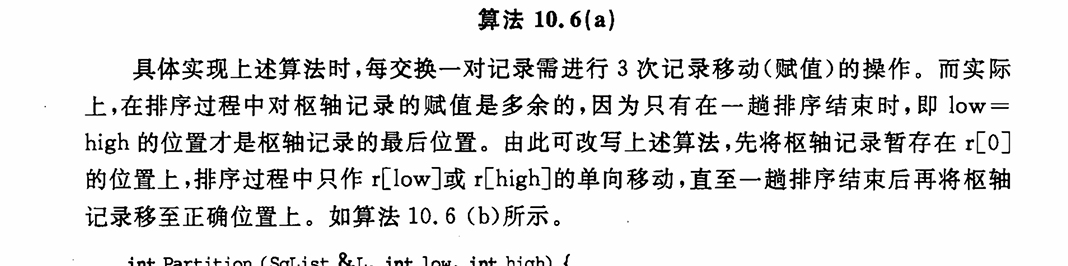 算法 10.6(a)
具体实现上述算法时,每交换一对记录需进行 3 次记录移动(赋值)的操作。而实际
上,在排序过程中对枢轴记录的赋值是多余的,因为只有在一趟排序结束时,即 low=
high 的位置才是枢轴记录的最后位置。由此可改写上述算法,先将枢轴记录暂存在 r[0]
的位置上,排序过程中只作 r[low]或 r[high]的单向移动,直至一趟排序结束后再将枢轴
记录移至正确位置上。如算法 10.6 (b)所示。
int Partition (SqList &L, int low, int high) {